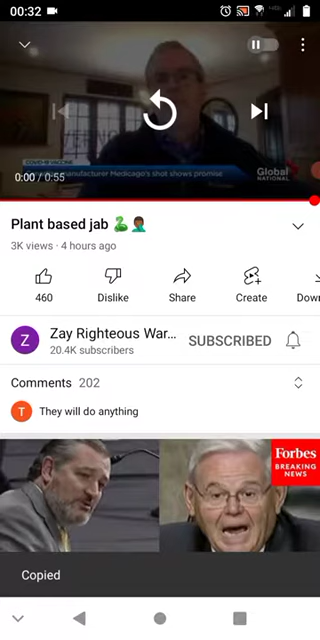 00:32
COVID-19 VACCINE
manufacturer Medicago's shot shows promise
Global
NATIONAL
0:00 / 0:55
Plant based jab 🐍🤦🏾‍♂️
3K views · 4 hours ago
460
Dislike
Share
Create
Down
Z
Zay Righteous War...
20.4K subscribers
SUBSCRIBED
Comments 202
T
They will do anything
Forbes
BREAKING
NEWS
Copied